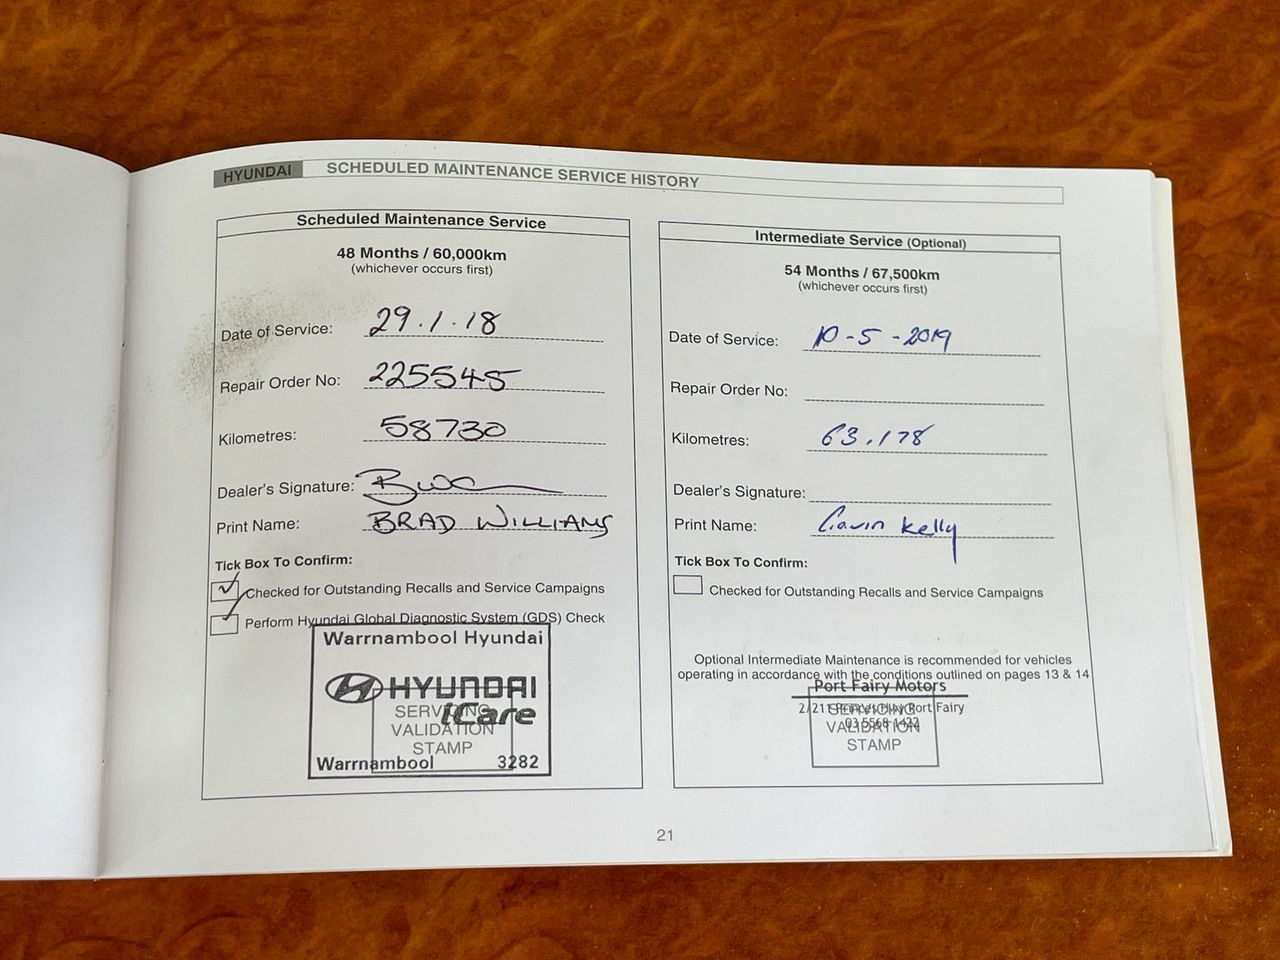 HYUNDAI SCHEDULED MAINTENANCE SERVICE HISTORY
Scheduled Maintenance Service
48 Months / 60,000km
(whichever occurs first)
Date of Service: 29.1.18
Repair Order No: 225545
Kilometres: 58730
Dealer's Signature:
Print Name: BRAD WILLIAMS
Tick Box To Confirm:
Checked for Outstanding Recalls and Service Campaigns
Perform Hyundai Global Diagnostic System (GDS) Check
Warrnambool Hyundai
HYUNDAI
iCare
SERVICING
VALIDATION
STAMP
Warrnambool 3282
Intermediate Service (Optional)
54 Months / 67,500km
(whichever occurs first)
Date of Service: 10-5-2019
Repair Order No:
Kilometres: 63.178
Dealer's Signature:
Print Name: Gavin Kelly
Tick Box To Confirm:
Checked for Outstanding Recalls and Service Campaigns
Optional Intermediate Maintenance is recommended for vehicles
operating in accordance with the conditions outlined on pages 13 & 14
Port Fairy Motors
Port Fairy
03 5568 1422
SERVICING
VALIDATION
STAMP
21